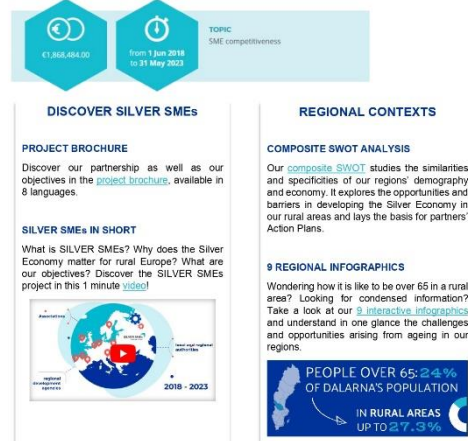 €1,868,484.00
from 1 Jun 2018
to 31 May 2023
TOPIC
SME competitiveness
DISCOVER SILVER SMEs
PROJECT BROCHURE
Discover our partnership as well as our
objectives in the project brochure, available in
8 languages.
SILVER SMEs IN SHORT
What is SILVER SMEs? Why does the Silver
Economy matter for rural Europe? What are
our objectives? Discover the SILVER SMEs
project in this 1 minute video!
Associations
local and regional
authorities
regional
development
agencies
2018 - 2023
REGIONAL CONTEXTS
COMPOSITE SWOT ANALYSIS
Our composite SWOT studies the similarities
and specificities of our regions' demography
and economy. It explores the opportunities and
barriers in developing the Silver Economy in
our rural areas and lays the basis for partners'
Action Plans.
9 REGIONAL INFOGRAPHICS
Wondering how it is like to be over 65 in a rural
area? Looking for condensed information?
Take a look at our 9 interactive infographics
and understand in one glance the challenges
and opportunities arising from ageing in our
regions.
PEOPLE OVER 65: 24%
OF DALARNA'S POPULATION
IN RURAL AREAS
UP TO 27.3%